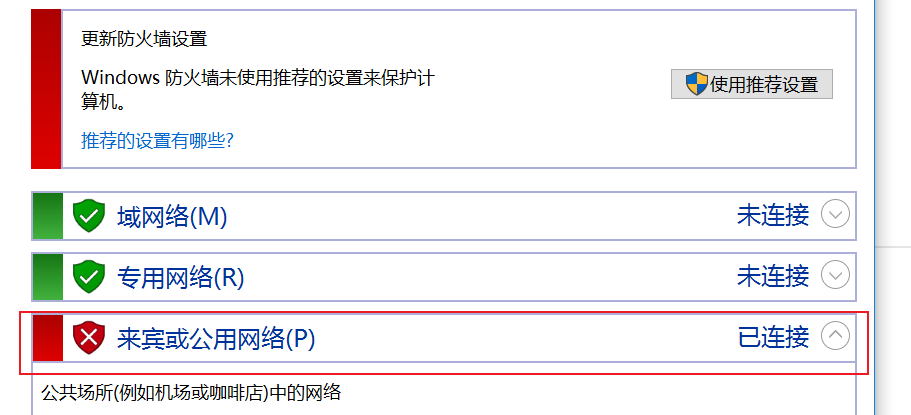 更新防火墙设置
Windows 防火墙未使用推荐的设置来保护计
算机。
使用推荐设置
推荐的设置有哪些?
域网络(M) 未连接
专用网络(R) 未连接
来宾或公用网络(P) 已连接
公共场所(例如机场或咖啡店)中的网络